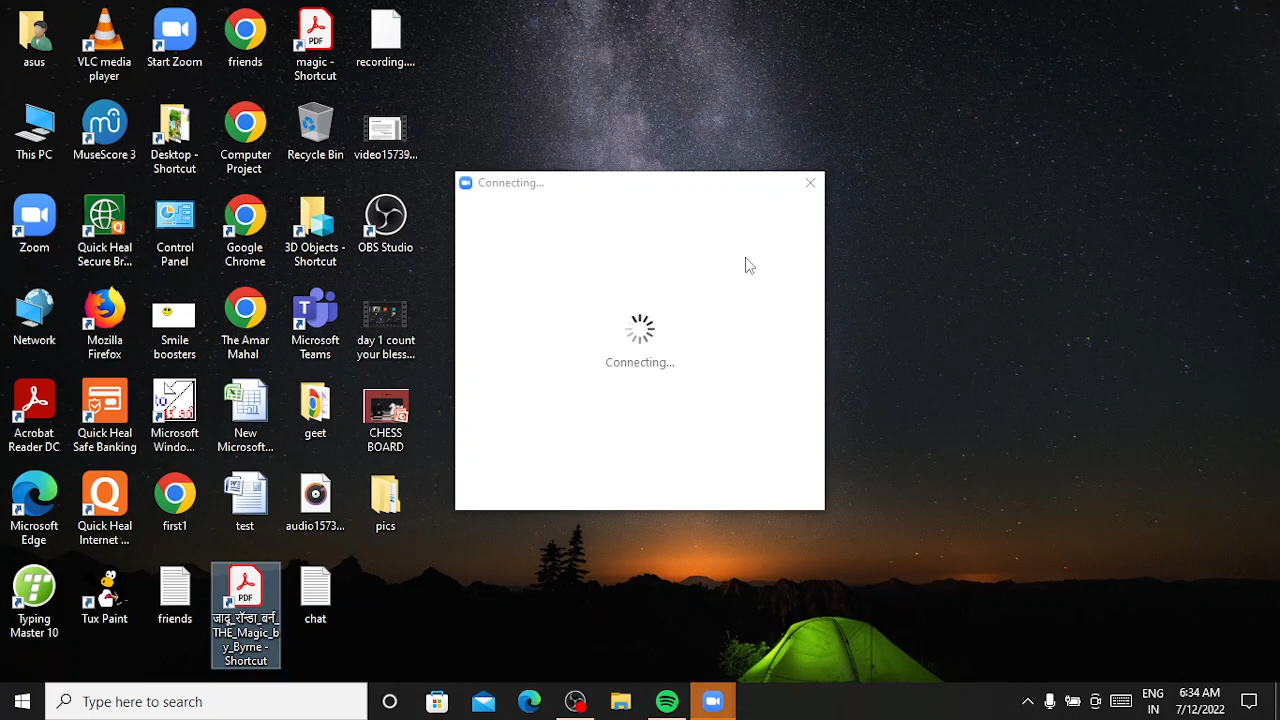 asus
VLC media
player
Start Zoom
friends
magic -
Shortcut
recording....
This PC
MuseScore 3
Desktop -
Shortcut
Computer
Project
Recycle Bin
video15739...
Zoom
Quick Heal
Secure Br...
Control
Panel
Google
Chrome
3D Objects -
Shortcut
OBS Studio
Network
Mozilla
Firefox
Smile
boosters
The Amar
Mahal
Microsoft
Teams
day 1 count
your bless...
Acrobat
Reader DC
Quick Heal
Safe Banking
Microsoft
Windo...
New
Microsoft...
geet
CHESS
BOARD
Microsoft
Edge
Quick Heal
Internet ...
first1
test
audio1573...
pics
Typing
Master 10
Tux Paint
friends
THE_Magic_b
y_Byrne -
Shortcut
chat
Connecting...
Connecting...
Type here to search
ENG
IN
6:34 AM
7/12/2022